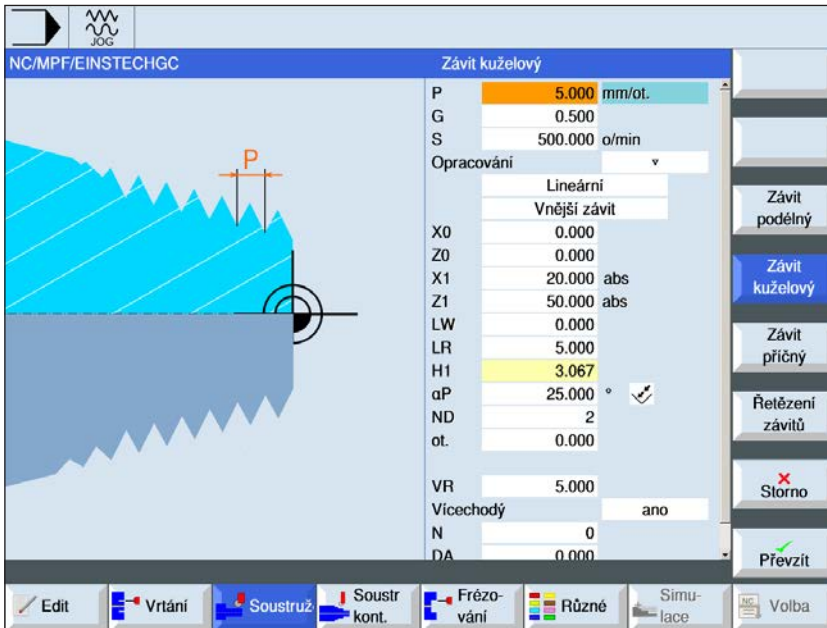 JOG
NC/MPF/EINSTECHGC
Závit kuželový
P
P 5.000 mm/ot.
G 0.500
S 500.000 o/min
Opracování ▿
Lineární
Vnější závit
X0 0.000
Z0 0.000
X1 20.000 abs
Z1 50.000 abs
LW 0.000
LR 5.000
H1 3.067
αP 25.000 °
ND 2
ot. 0.000
VR 5.000
Vícechodý ano
N 0
DA 0.000
Závit
podélný
Závit
kuželový
Závit
příčný
Řetězení
závitů
Storno
Převzít
Edit
Vrtání
Soustruž
Soustr
kont.
Frézo-
vání
Různé
Simu-
lace
NC
Volba